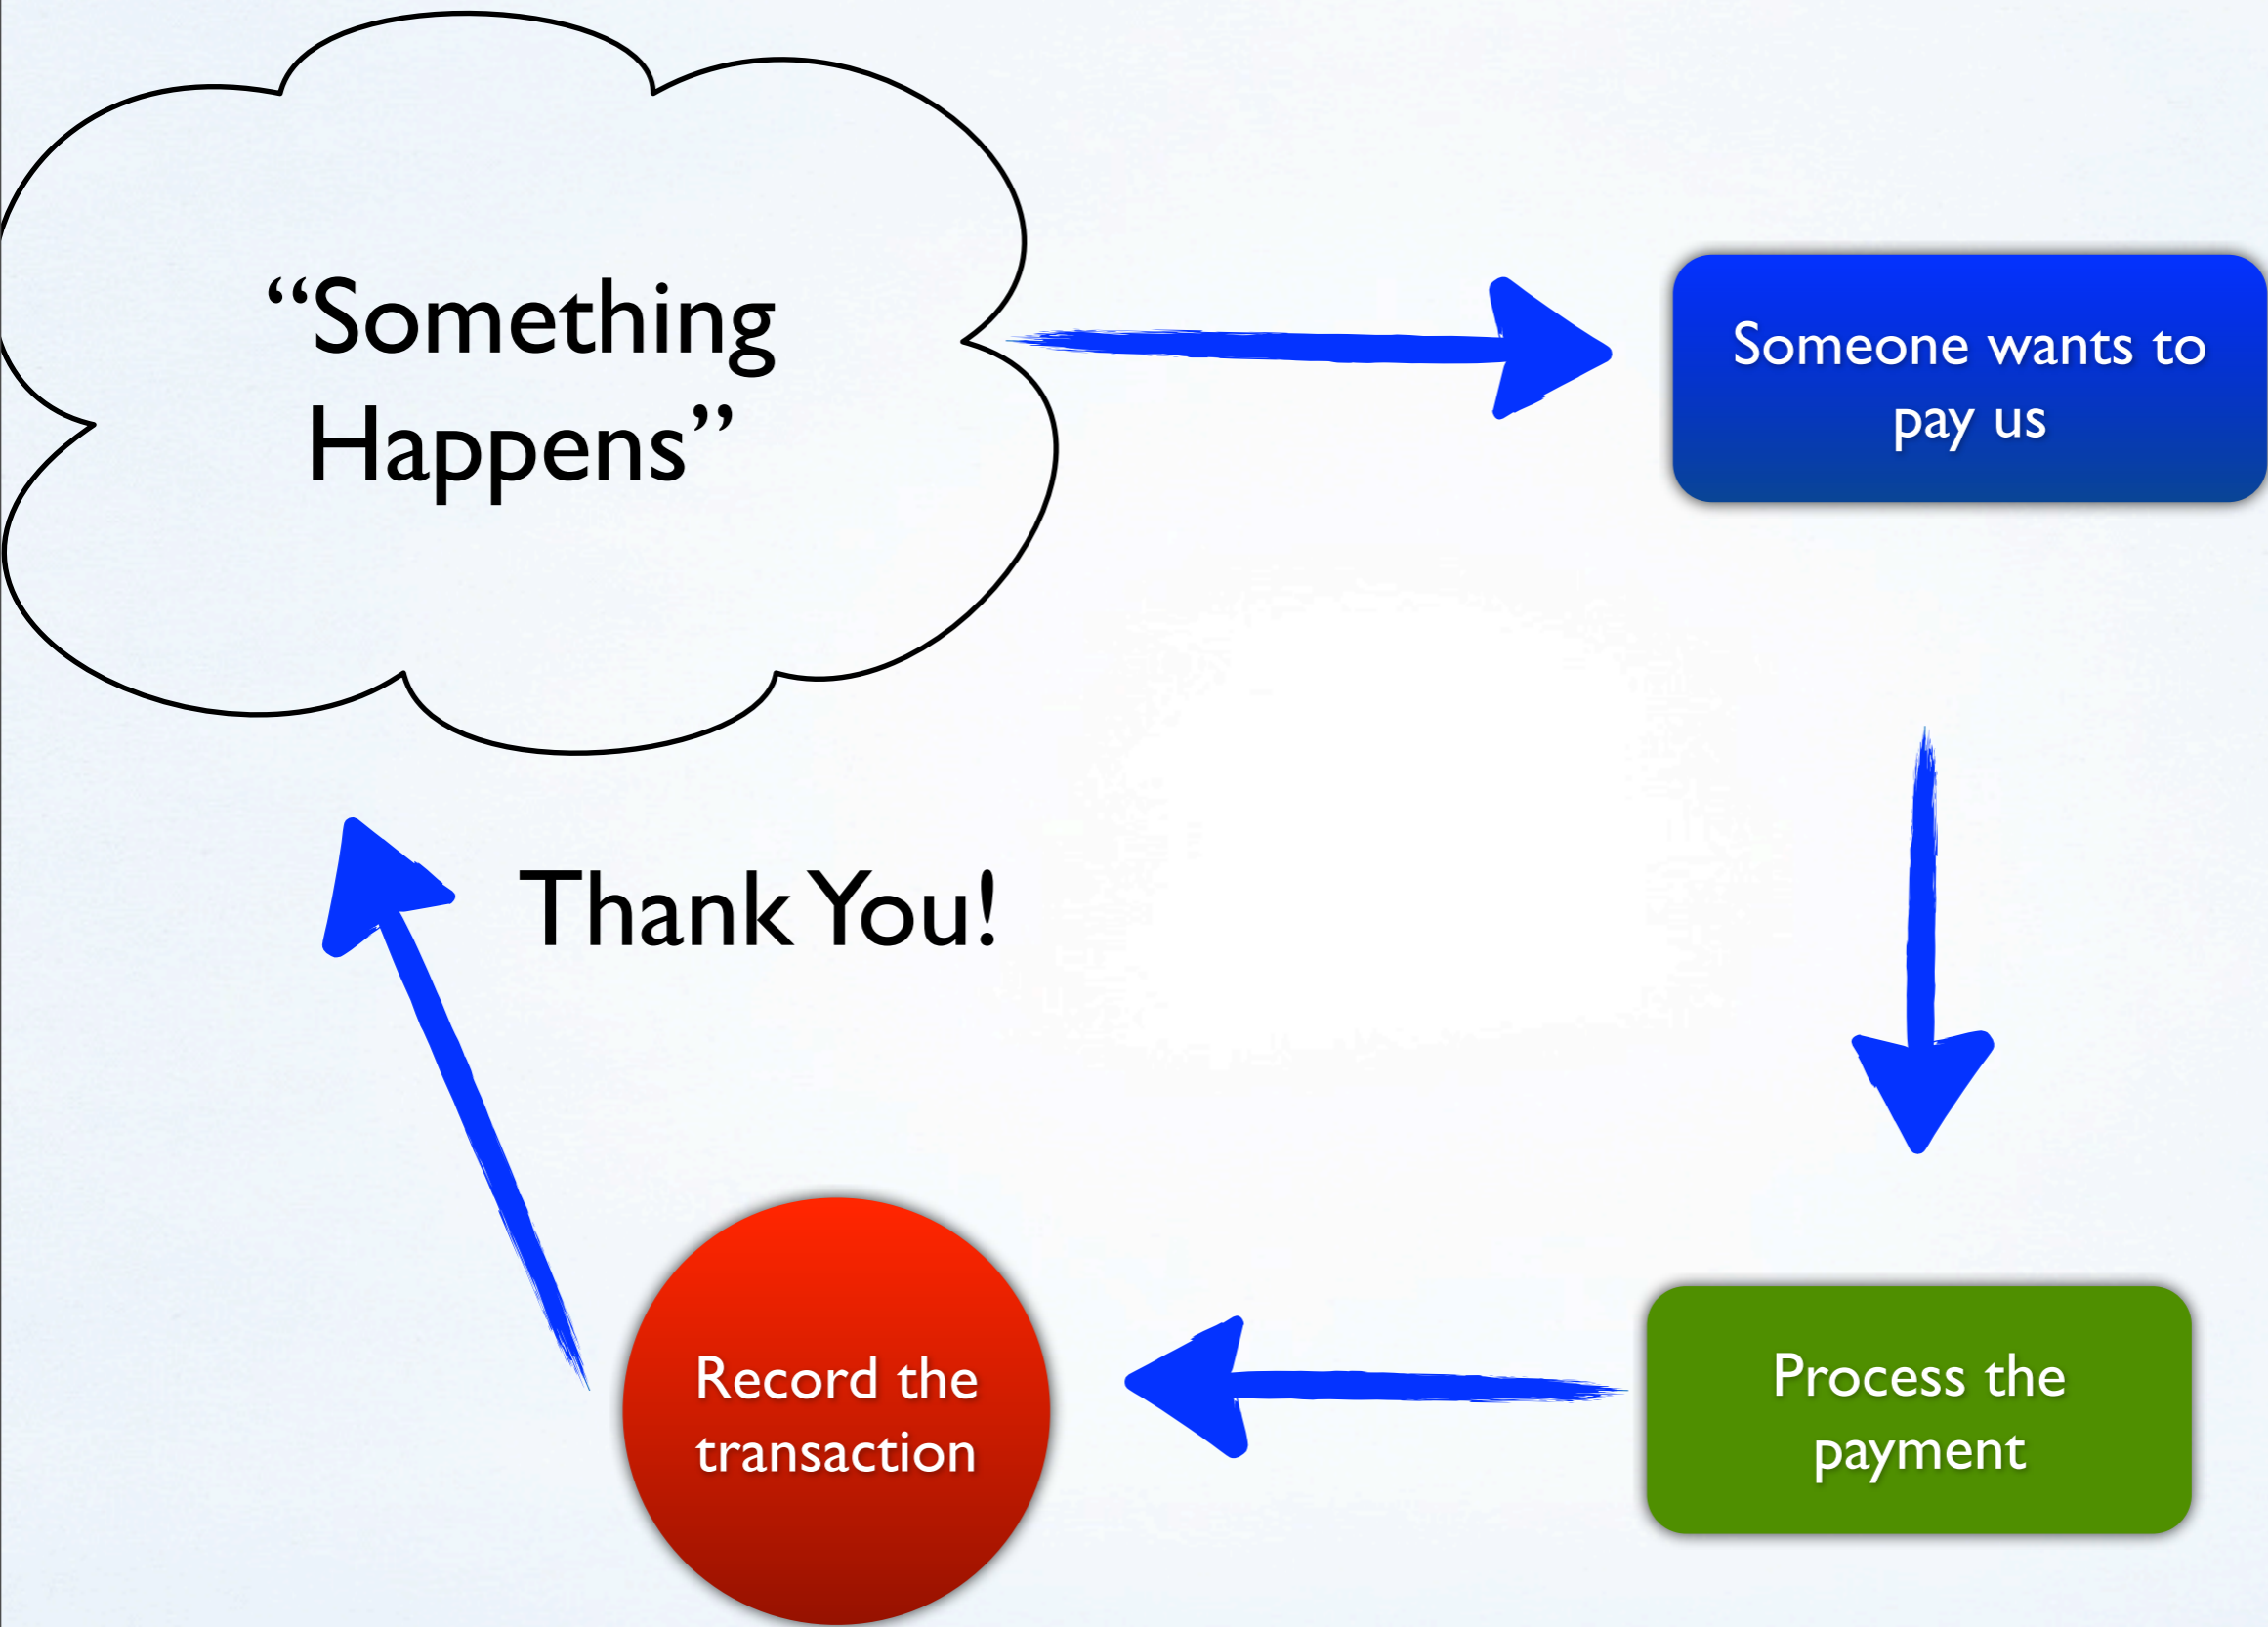 “Something
Happens”
Someone wants to
pay us
Thank You!
Record the
transaction
Process the
payment